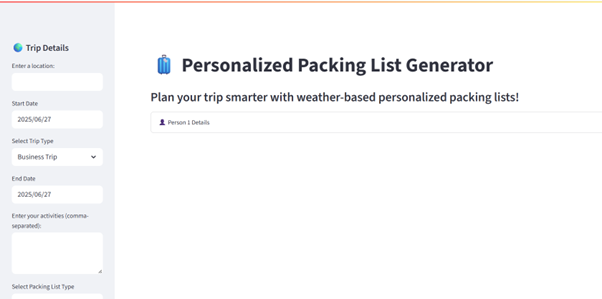 Trip Details
Enter a location:
Start Date
2025/06/27
Select Trip Type
Business Trip
End Date
2025/06/27
Enter your activities (comma-
separated):
Select Packing List Type
Personalized Packing List Generator
Plan your trip smarter with weather-based personalized packing lists!
Person 1 Details